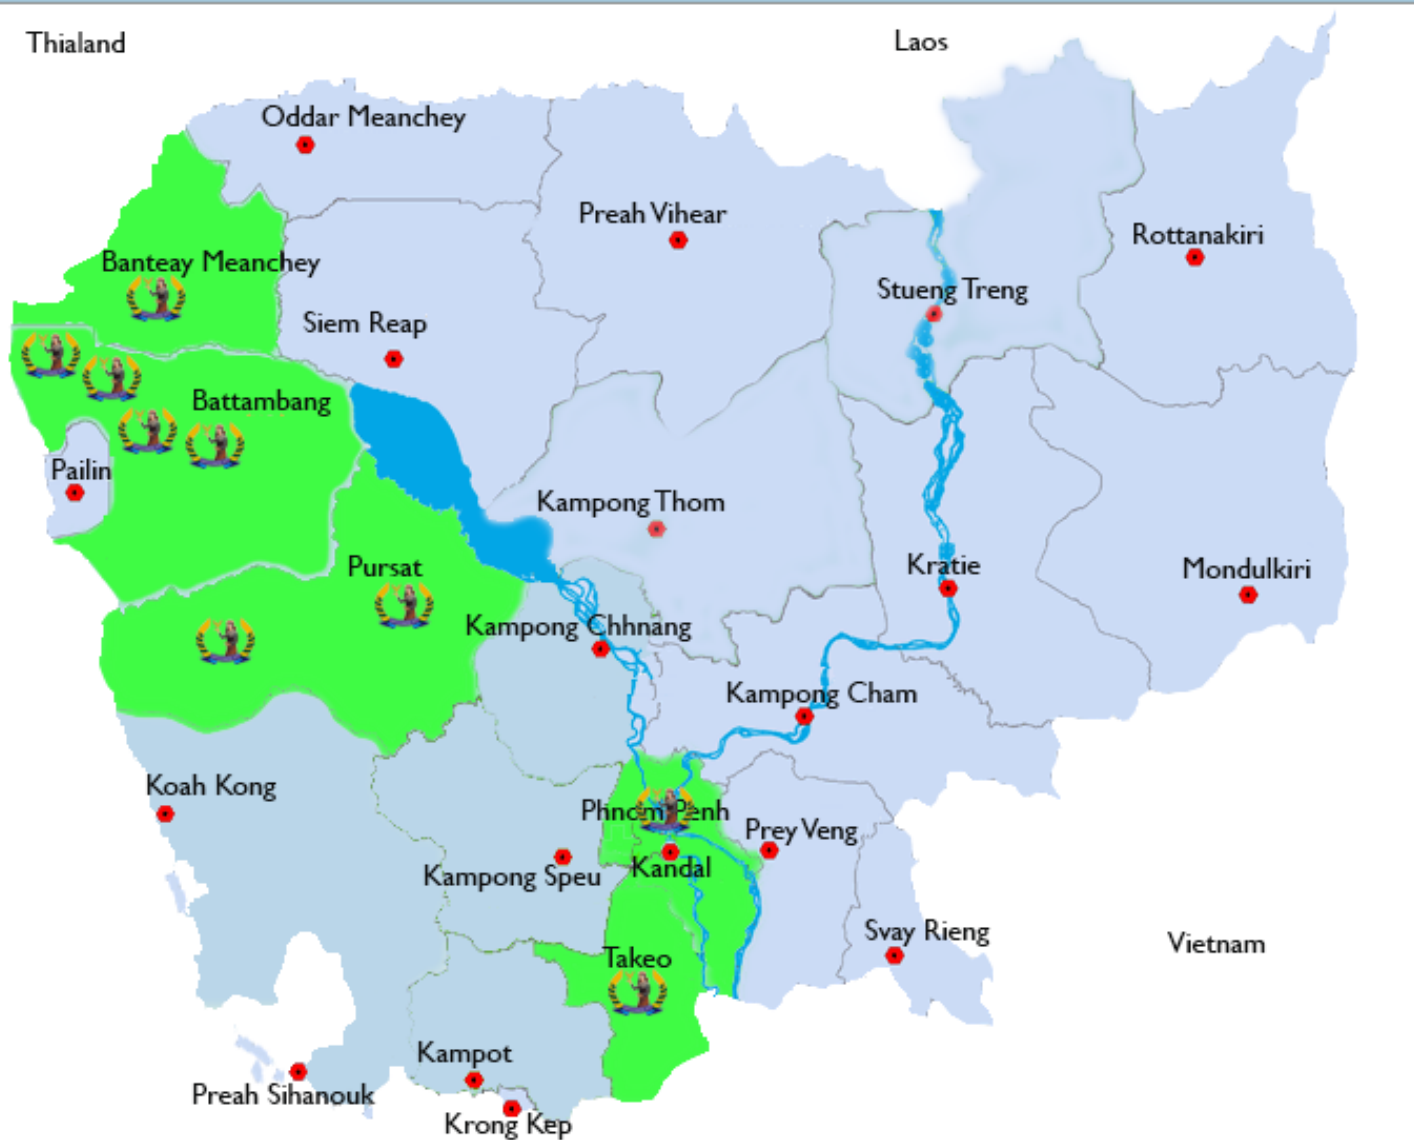 Thialand
Laos
Oddar Meanchey
Preah Vihear
Rottanakiri
Banteay Meanchey
Stueng Treng
Siem Reap
Battambang
Pailin
Kampong Thom
Pursat
Kratie
Mondulkiri
Kampong Chhnang
Kampong Cham
Koah Kong
Phnom Penh
Prey Veng
Kandal
Kampong Speu
Svay Rieng
Vietnam
Takeo
Kampot
Preah Sihanouk
Krong Kep